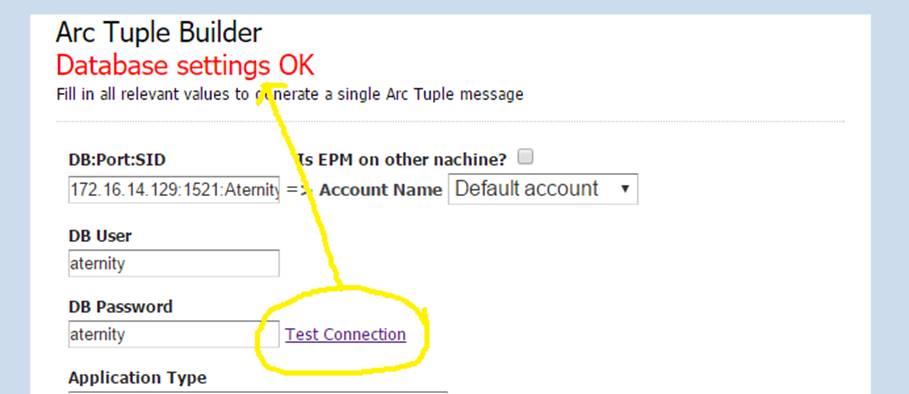 Arc Tuple Builder
Database settings OK
Fill in all relevant values to generate a single Arc Tuple message
DB:Port:SID Is EPM on other nachine?
172.16.14.129:1521:Aternity => Account Name Default account
DB User
aternity
DB Password
aternity Test Connection
Application Type